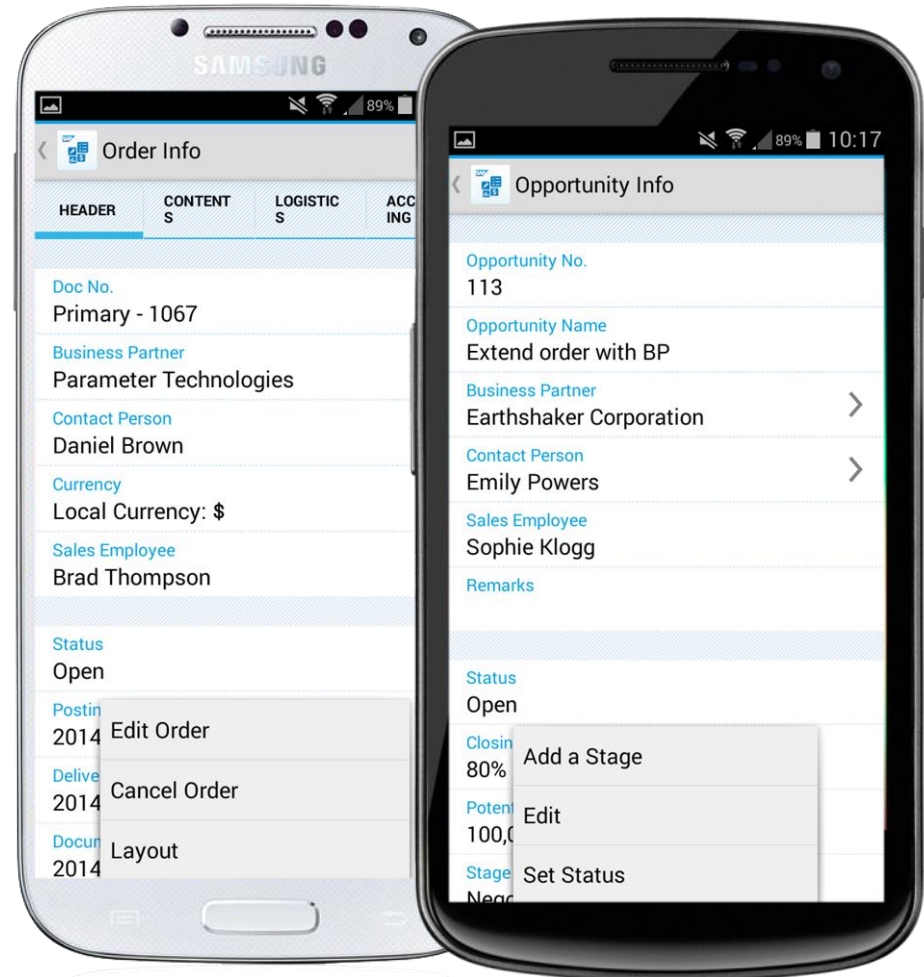 SAMSUNG
89%
Order Info
HEADER
CONTENT
S
LOGISTIC
S
ACC
ING
Doc No.
Primary - 1067
Business Partner
Parameter Technologies
Contact Person
Daniel Brown
Currency
Local Currency: $
Sales Employee
Brad Thompson
Status
Open
Postin
2014
Delive
2014
Docum
2014
Edit Order
Cancel Order
Layout
89% 10:17
SAP
Opportunity Info
Opportunity No.
113
Opportunity Name
Extend order with BP
Business Partner
Earthshaker Corporation
Contact Person
Emily Powers
Sales Employee
Sophie Klogg
Remarks
Status
Open
Closin
80%
Potent
100,0
Stage
Nego
Add a Stage
Edit
Set Status